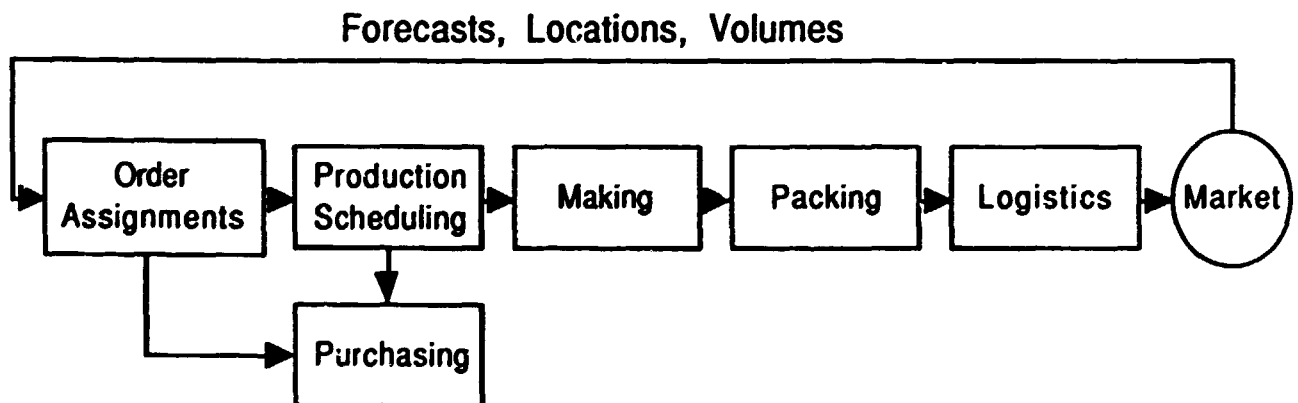 Forecasts, Locations, Volumes
Order
Assignments
Production
Scheduling
Making
Packing
Logistics
Market
Purchasing